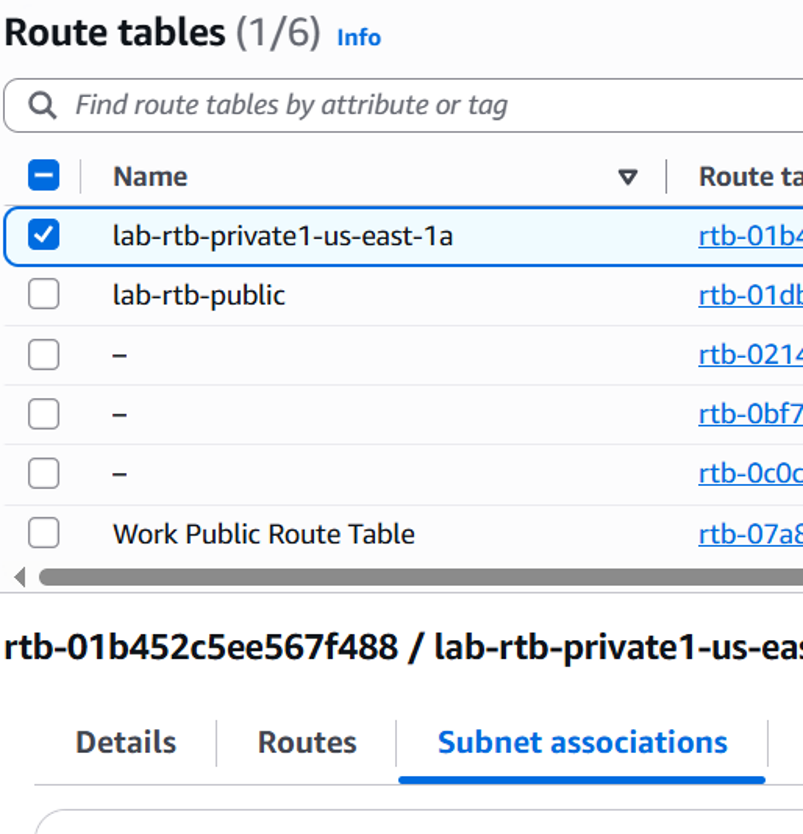 Route tables (1/6) Info
Find route tables by attribute or tag
Name Route ta
lab-rtb-private1-us-east-1a rtb-01b4
lab-rtb-public rtb-01db
– rtb-0214
– rtb-0bf7
– rtb-0c0c
Work Public Route Table rtb-07a8
rtb-01b452c5ee567f488 / lab-rtb-private1-us-eas
Details Routes Subnet associations